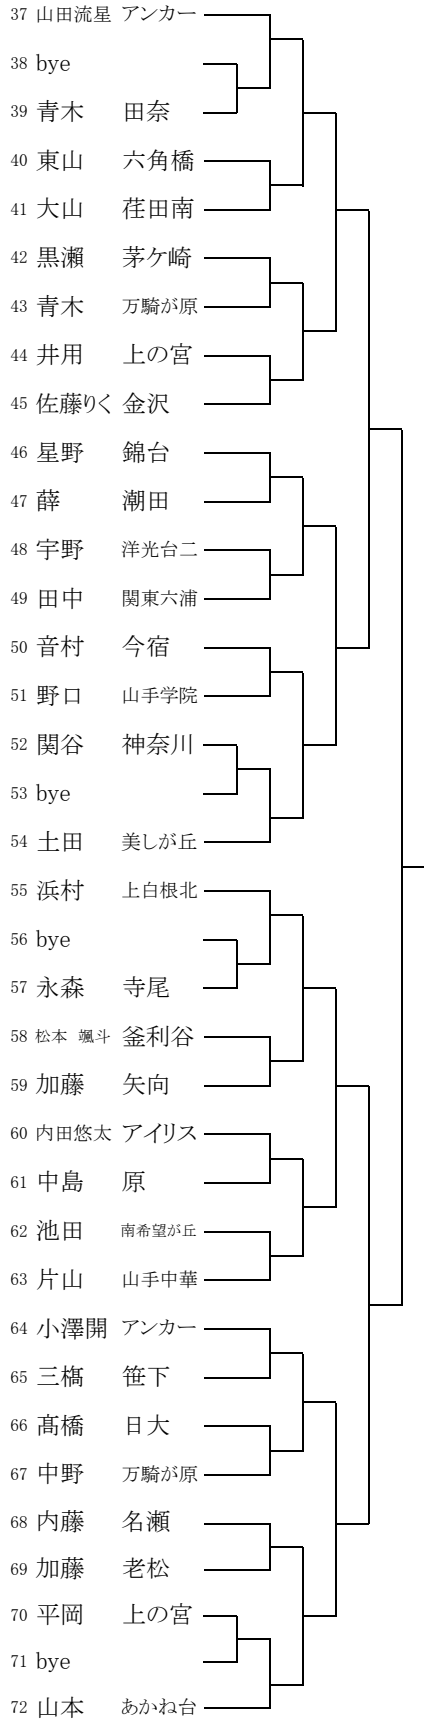 37 山田流星 アンカー
38 bye
39 青木 田奈
40 東山 六角橋
41 大山 荏田南
42 黒瀬 茅ケ崎
43 青木 万騎が原
44 井用 上の宮
45 佐藤りく 金沢
46 星野 錦台
47 薛 潮田
48 宇野 洋光台二
49 田中 関東六浦
50 音村 今宿
51 野口 山手学院
52 関谷 神奈川
53 bye
54 土田 美しが丘
55 浜村 上白根北
56 bye
57 永森 寺尾
58 松本 颯斗 釜利谷
59 加藤 矢向
60 内田悠太 アイリス
61 中島 原
62 池田 南希望が丘
63 片山 山手中華
64 小澤開 アンカー
65 三槗 笹下
66 髙橋 日大
67 中野 万騎が原
68 内藤 名瀬
69 加藤 老松
70 平岡 上の宮
71 bye
72 山本 あかね台